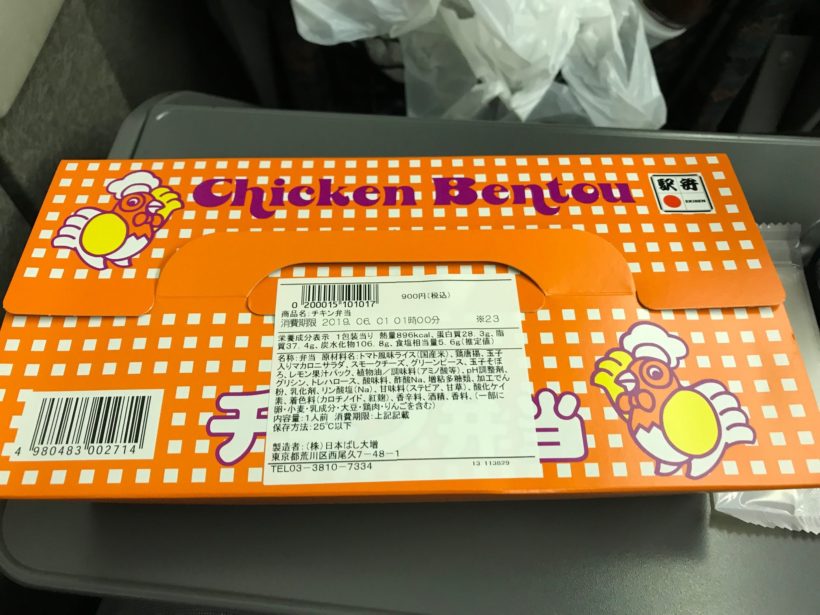 Chicken Bentou
駅弁
EKIBEN
0 200015 101017
900円(税込)
商品名:チキン弁当
消費期限 2019.06.01 01時00分 ※23
栄養成分表示 1包装当り 熱量896kcal、蛋白質28.3g、脂
質37.4g、炭水化物106.8g、食塩相当量5.6g(推定値)
名称:弁当 原材料名:トマト風味ライス(国産米)、鶏唐揚、玉子
入りマカロニサラダ、スモークチーズ、グリーンピース、玉子そぼ
ろ、レモン果汁パック、植物油/調味料(アミノ酸等)、pH調整剤、
グリシン、トレハロース、酸味料、酢酸Na、増粘多糖類、加工でん
粉、乳化剤、リン酸塩(Na)、甘味料(ステビア、甘草)、酸化ケイ
素、着色料(カロチノイド、紅麹)、香辛料、酒精、香料、(一部に
卵・小麦・乳成分・大豆・鶏肉・りんごを含む)
内容量:1人前 消費期限:上記記載
保存方法:25℃以下
製造者:(株)日本ばし大増
東京都荒川区西尾久7-48-1
TEL03-3810-7334
13 113629
チ
当
4 980483 002714